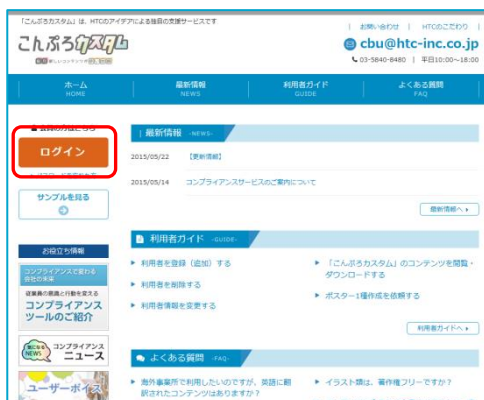 「こんぷろカスタム」は、HTCのアイデアによる独自の支援サービスです
お問い合わせ | HTCのこだわり
こんぷろカスタム
cbu@htc-inc.co.jp
03-5840-8480 | 平日10:00~18:00
ホーム
HOME
最新情報
NEWS
利用者ガイド
GUIDE
よくある質問
FAQ
ログイン
サンプルを見る
お役立ち情報
コンプライアンスで変わる
会社の未来
従業員の意識と行動を変える
コンプライアンス
ツールのご紹介
気になる
NEWS
コンプライアンス
ニュース
ユーザーボイス
最新情報 -NEWS-
2015/05/22 【更新情報】
2015/05/14 コンプライアンスサービスのご案内について
最新情報へ
利用者ガイド -GUIDE-
利用者を登録(追加)する
利用者を削除する
利用者情報を変更する
「こんぷろカスタム」のコンテンツを閲覧・
ダウンロードする
ポスター1種作成を依頼する
利用者ガイドへ
よくある質問 -FAQ-
海外事業所で利用したいのですが、英語に翻
訳されたコンテンツはありますか?
イラスト類は、著作権フリーですか?